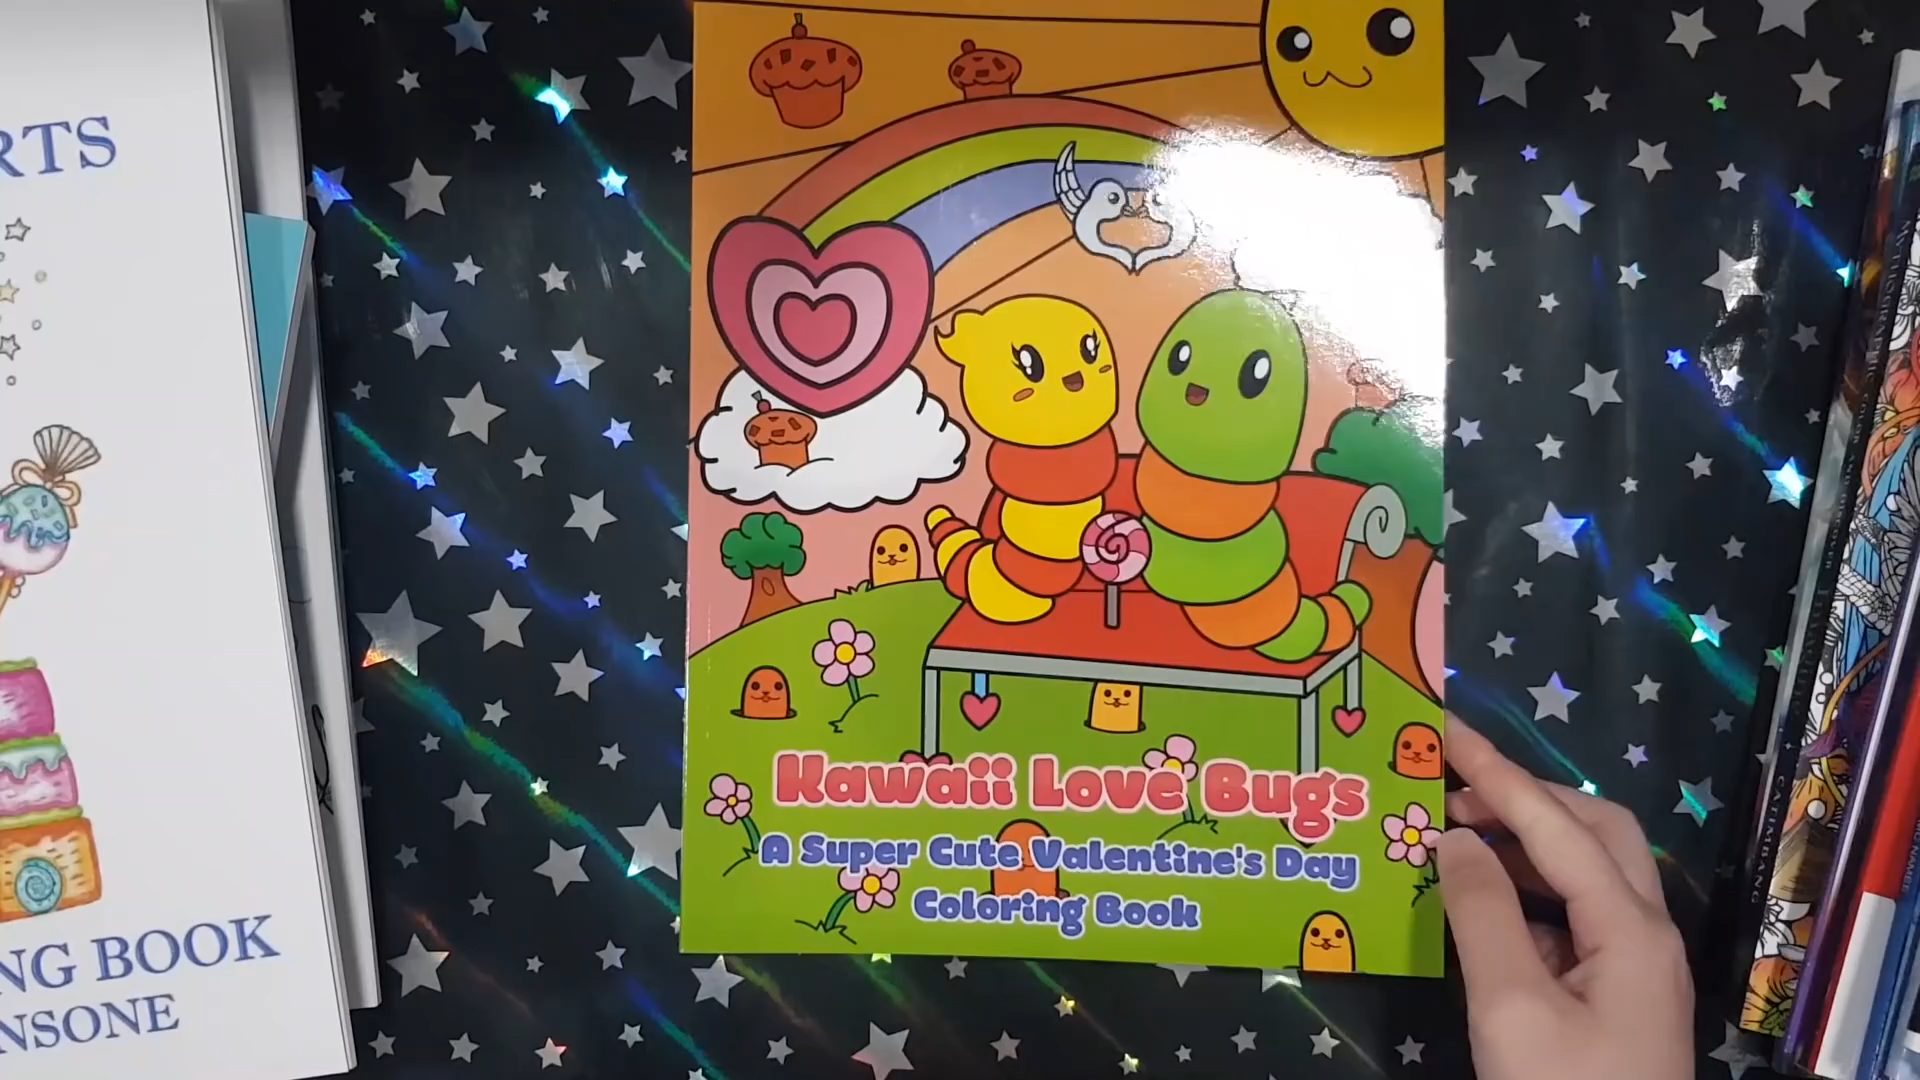 RTS
NG BOOK
NSONE
Kawaii Love Bugs
A Super Cute Valentine's Day
Coloring Book